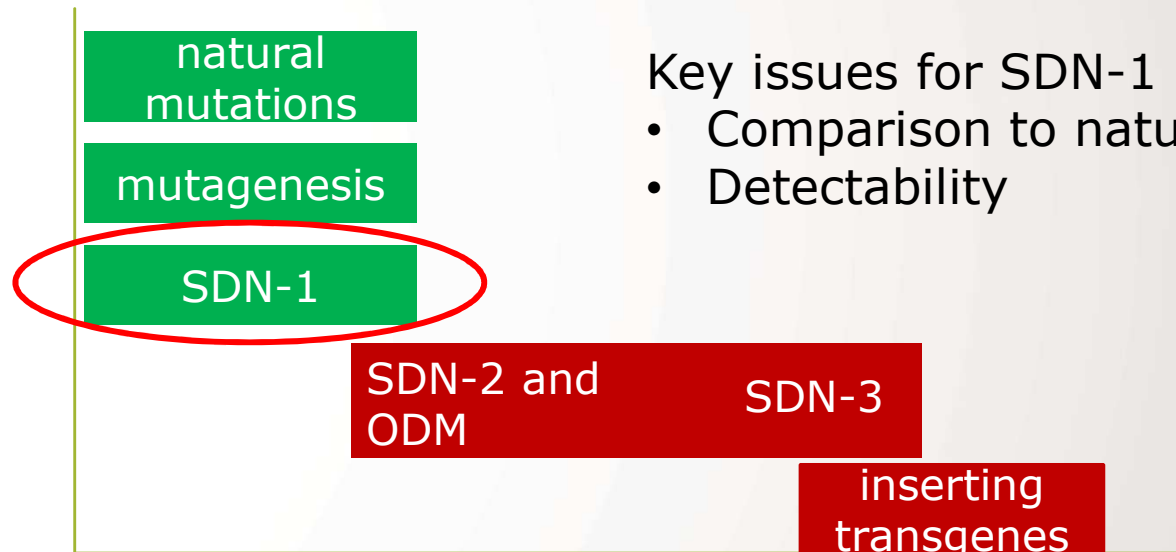 natural
mutations
Key issues for SDN-1
• Comparison to natu
mutagenesis
• Detectability
SDN-1
SDN-2 and
ODM
SDN-3
inserting
transgenes